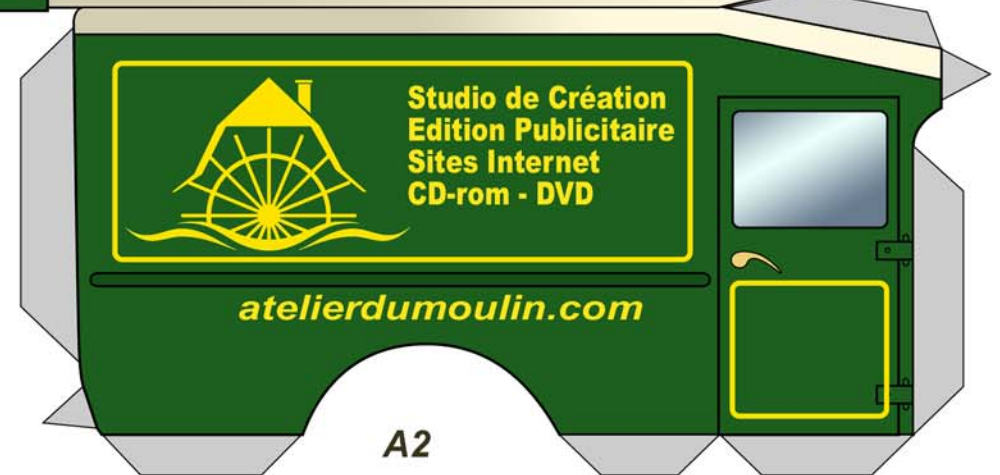 Studio de Création
Edition Publicitaire
Sites Internet
CD-rom - DVD
atelierdumoulin.com
A2